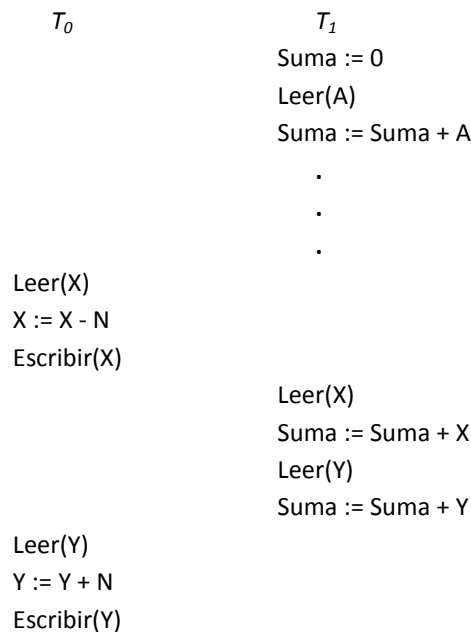 T0 T1
Suma := 0
Leer(A)
Suma := Suma + A
.
.
.
Leer(X)
X := X - N
Escribir(X)
Leer(X)
Suma := Suma + X
Leer(Y)
Suma := Suma + Y
Leer(Y)
Y := Y + N
Escribir(Y)